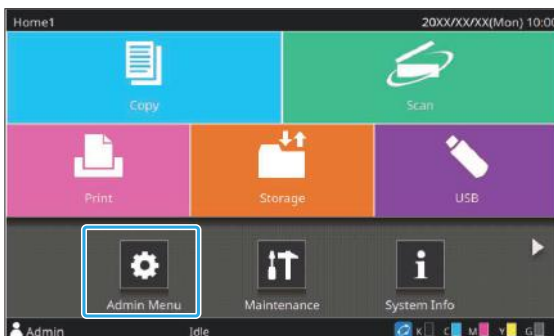 Home1 20XX/XX/XX(Mon) 10:00
Copy Scan
Print Storage USB
Admin Menu Maintenance System Info
Admin Idle K C M Y G